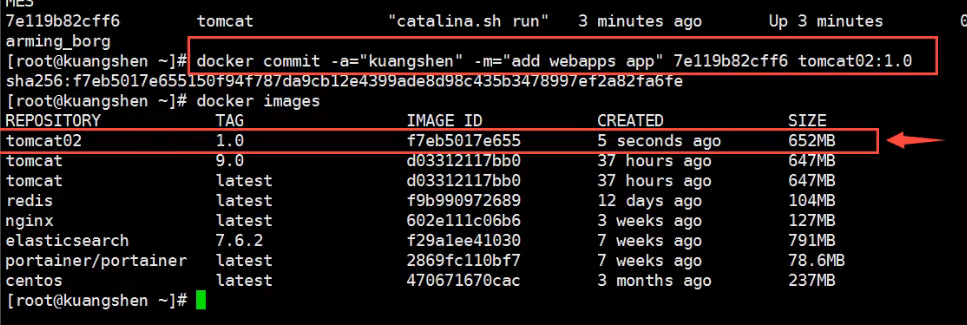 MES
7e119b82cff6 tomcat "catalina.sh run" 3 minutes ago Up 3 minutes 0
arming_borg
[root@kuangshen ~]# docker commit -a="kuangshen" -m="add webapps app" 7e119b82cff6 tomcat02:1.0
sha256:f7eb5017e655150f94f787da9cb12e4399ade8d98c435b3478997ef2a82fa6fe
[root@kuangshen ~]# docker images
REPOSITORY TAG IMAGE ID CREATED SIZE
tomcat02 1.0 f7eb5017e655 5 seconds ago 652MB
tomcat 9.0 d03312117bb0 37 hours ago 647MB
tomcat latest d03312117bb0 37 hours ago 647MB
redis latest f9b990972689 12 days ago 104MB
nginx latest 602e111c06b6 3 weeks ago 127MB
elasticsearch 7.6.2 f29a1ee41030 7 weeks ago 791MB
portainer/portainer latest 2869fc110bf7 7 weeks ago 78.6MB
centos latest 470671670cac 3 months ago 237MB
[root@kuangshen ~]#